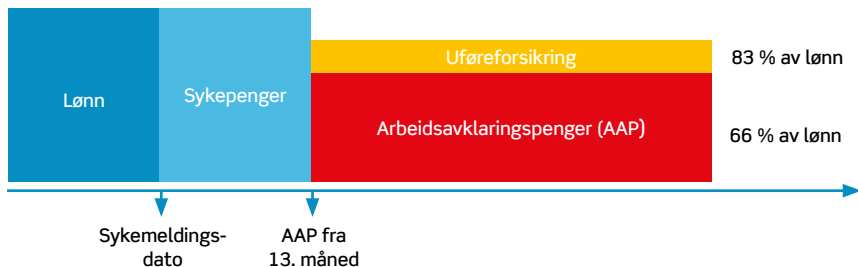 Lønn
Sykepenger
Uføreforsikring
Arbeidsavklaringspenger (AAP)
83 % av lønn
66 % av lønn
Sykemeldings-
dato
AAP fra
13. måned